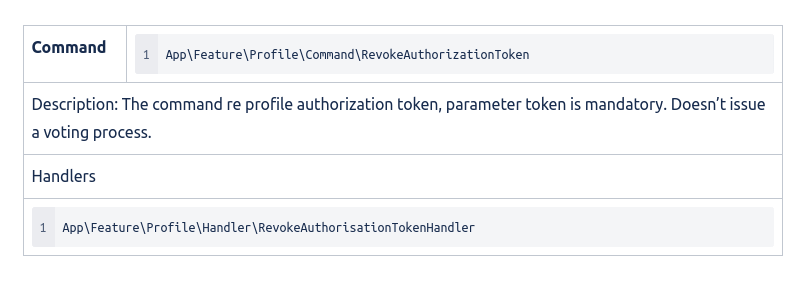 Command
1 App\Feature\Profile\Command\RevokeAuthorizationToken
Description: The command re profile authorization token, parameter token is mandatory. Doesn’t issue
a voting process.
Handlers
1 App\Feature\Profile\Handler\RevokeAuthorisationTokenHandler